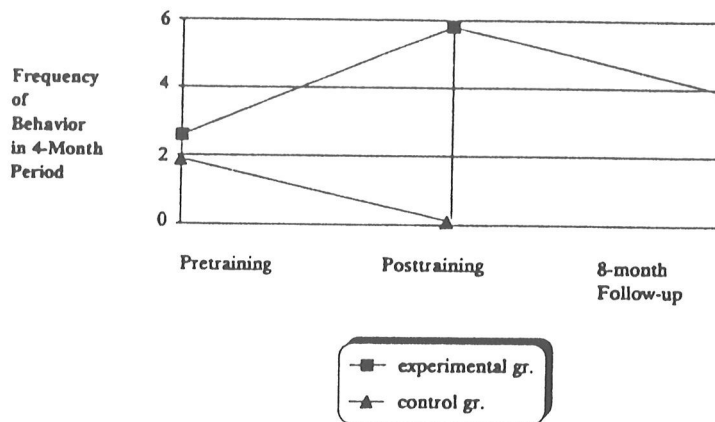 6
Frequency
of
Behavior
in 4-Month
Period
4
2
0
Pretraining
Posttraining
8-month
Follow-up
experimental gr.
control gr.